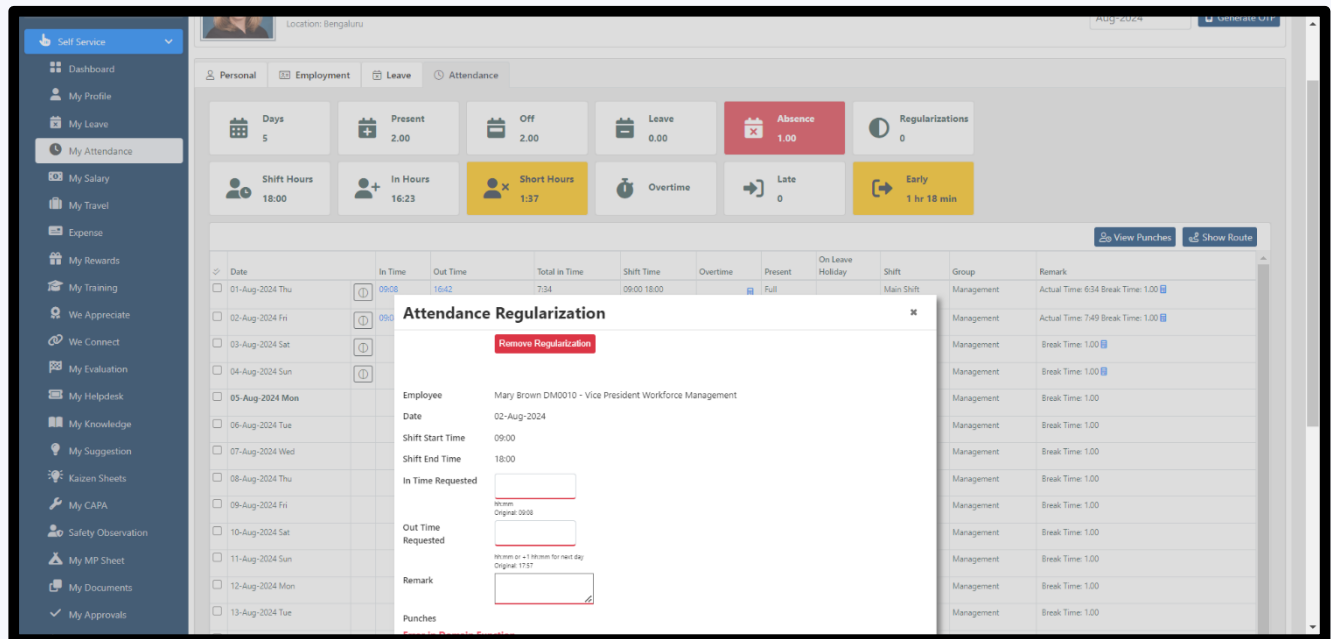 Location: Bengaluru
Aug-2024
Generate OTP
Self Service
Dashboard
My Profile
My Leave
My Attendance
My Salary
My Travel
Expense
My Rewards
My Training
We Appreciate
We Connect
My Evaluation
My Helpdesk
My Knowledge
My Suggestion
Kaizen Sheets
My CAPA
Safety Observation
My MP Sheet
My Documents
My Approvals
Personal Employment Leave Attendance
Days
5
Present
2.00
Off
2.00
Leave
0.00
Absence
1.00
Regularizations
0
Shift Hours
18:00
In Hours
16:23
Short Hours
1:37
Overtime
Late
0
Early
1 hr 18 min
View Punches Show Route
Date In Time Out Time Total in Time Shift Time Overtime Present On Leave Holiday Shift Group Remark
01-Aug-2024 Thu 09:08 16:42 7:34 09:00 18:00 Full Main Shift Management Actual Time: 6:34 Break Time: 1.00
02-Aug-2024 Fri Management Actual Time: 7:49 Break Time: 1.00
03-Aug-2024 Sat Management Break Time: 1.00
04-Aug-2024 Sun Management Break Time: 1.00
05-Aug-2024 Mon Management Break Time: 1.00
06-Aug-2024 Tue Management Break Time: 1.00
07-Aug-2024 Wed Management Break Time: 1.00
08-Aug-2024 Thu Management Break Time: 1.00
09-Aug-2024 Fri Management Break Time: 1.00
10-Aug-2024 Sat Management Break Time: 1.00
11-Aug-2024 Sun Management Break Time: 1.00
12-Aug-2024 Mon Management Break Time: 1.00
13-Aug-2024 Tue Management Break Time: 1.00
Attendance Regularization
Remove Regularization
Employee Mary Brown DM0010 - Vice President Workforce Management
Date 02-Aug-2024
Shift Start Time 09:00
Shift End Time 18:00
In Time Requested
hh:mm
Original: 09:08
Out Time
Requested
hh:mm or +1 hh:mm for next day
Original: 17:57
Remark
Punches
Error in Domain Function